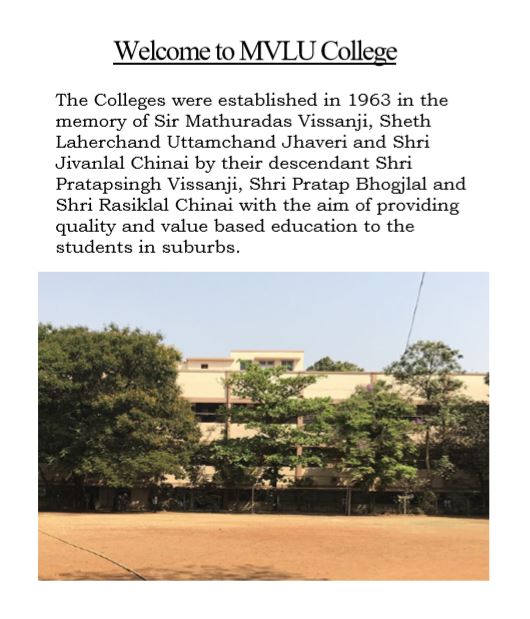 Welcome to MVLU College
The Colleges were established in 1963 in the
memory of Sir Mathuradas Vissanji, Sheth
Laherchand Uttamchand Jhaveri and Shri
Jivanlal Chinai by their descendant Shri
Pratapsingh Vissanji, Shri Pratap Bhogjlal and
Shri Rasiklal Chinai with the aim of providing
quality and value based education to the
students in suburbs.